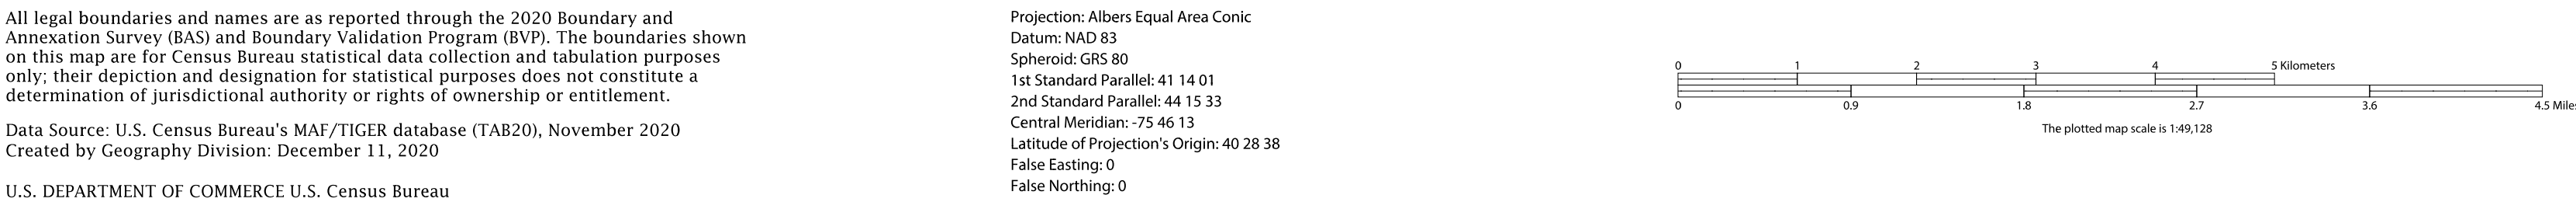 All legal boundaries and names are as reported through the 2020 Boundary and
Annexation Survey (BAS) and Boundary Validation Program (BVP). The boundaries shown
on this map are for Census Bureau statistical data collection and tabulation purposes
only; their depiction and designation for statistical purposes does not constitute a
determination of jurisdictional authority or rights of ownership or entitlement.
Data Source: U.S. Census Bureau's MAF/TIGER database (TAB20), November 2020
Created by Geography Division: December 11, 2020
U.S. DEPARTMENT OF COMMERCE U.S. Census Bureau
Projection: Albers Equal Area Conic
Datum: NAD 83
Spheroid: GRS 80
1st Standard Parallel: 41 14 01
2nd Standard Parallel: 44 15 33
Central Meridian: -75 46 13
Latitude of Projection's Origin: 40 28 38
False Easting: 0
False Northing: 0
0 1 2 3 4 5 Kilometers
0 0.9 1.8 2.7 3.6 4.5 Miles
The plotted map scale is 1:49,128